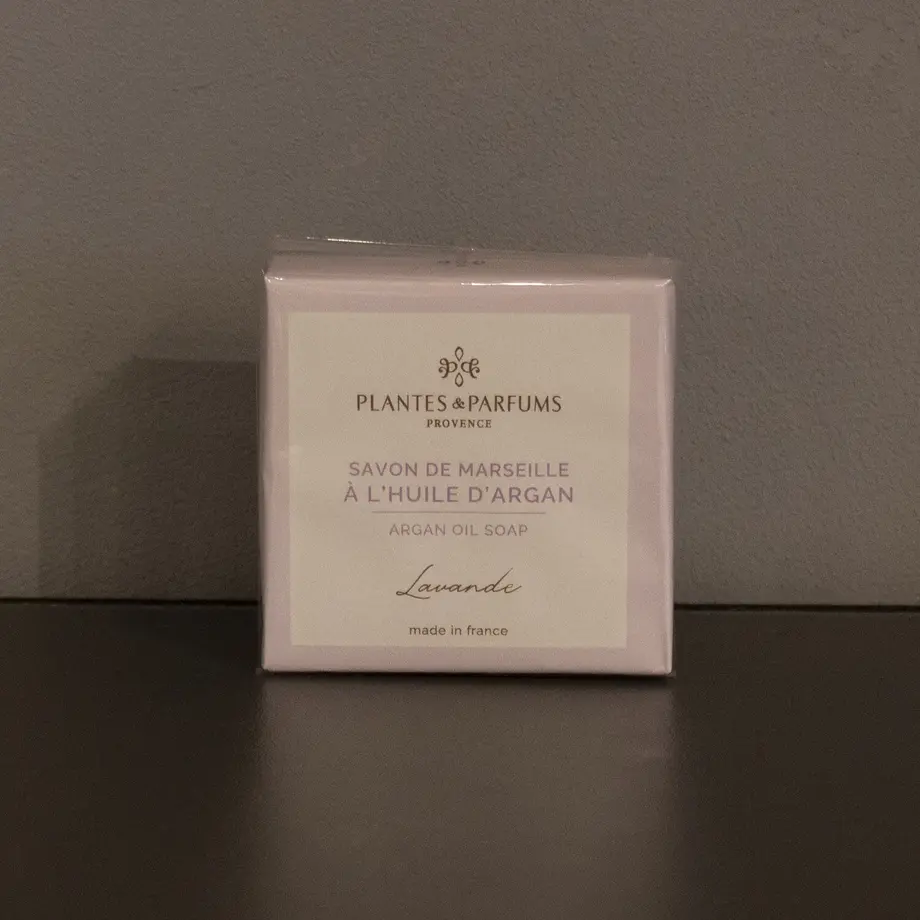 PLANTES & PARFUMS
PROVENCE
SAVON DE MARSEILLE
À L'HUILE D'ARGAN
ARGAN OIL SOAP
Lavande
made in france